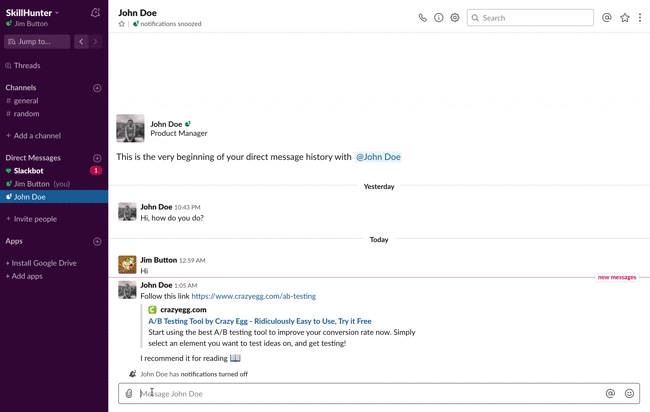 SkillHunter
Jim Button
Jump to...
Threads
Channels
# general
# random
+ Add a channel
Direct Messages
Slackbot 1
Jim Button (you)
John Doe
+ Invite people
Apps
+ Install Google Drive
+ Add apps
John Doe
notifications snoozed
Search
John Doe
Product Manager
This is the very beginning of your direct message history with @John Doe
Yesterday
John Doe 10:43 PM
Hi, how do you do?
Today
Jim Button 12:59 AM
Hi
new messages
John Doe 1:05 AM
Follow this link https://www.crazyegg.com/ab-testing
crazyegg.com
A/B Testing Tool by Crazy Egg - Ridiculously Easy to Use, Try it Free
Start using the best A/B testing tool to improve your conversion rate now. Simply
select an element you want to test ideas on, and get testing!
I recommend it for reading
John Doe has notifications turned off
Message John Doe